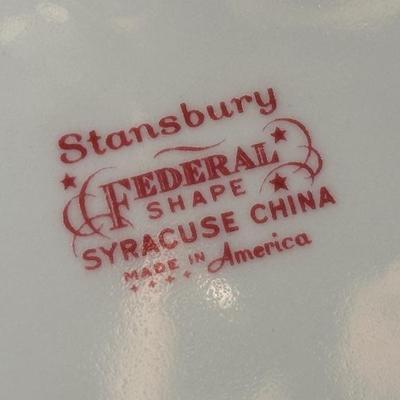 Stansbury
FEDERAL
SHAPE
SYRACUSE CHINA
MADE IN America